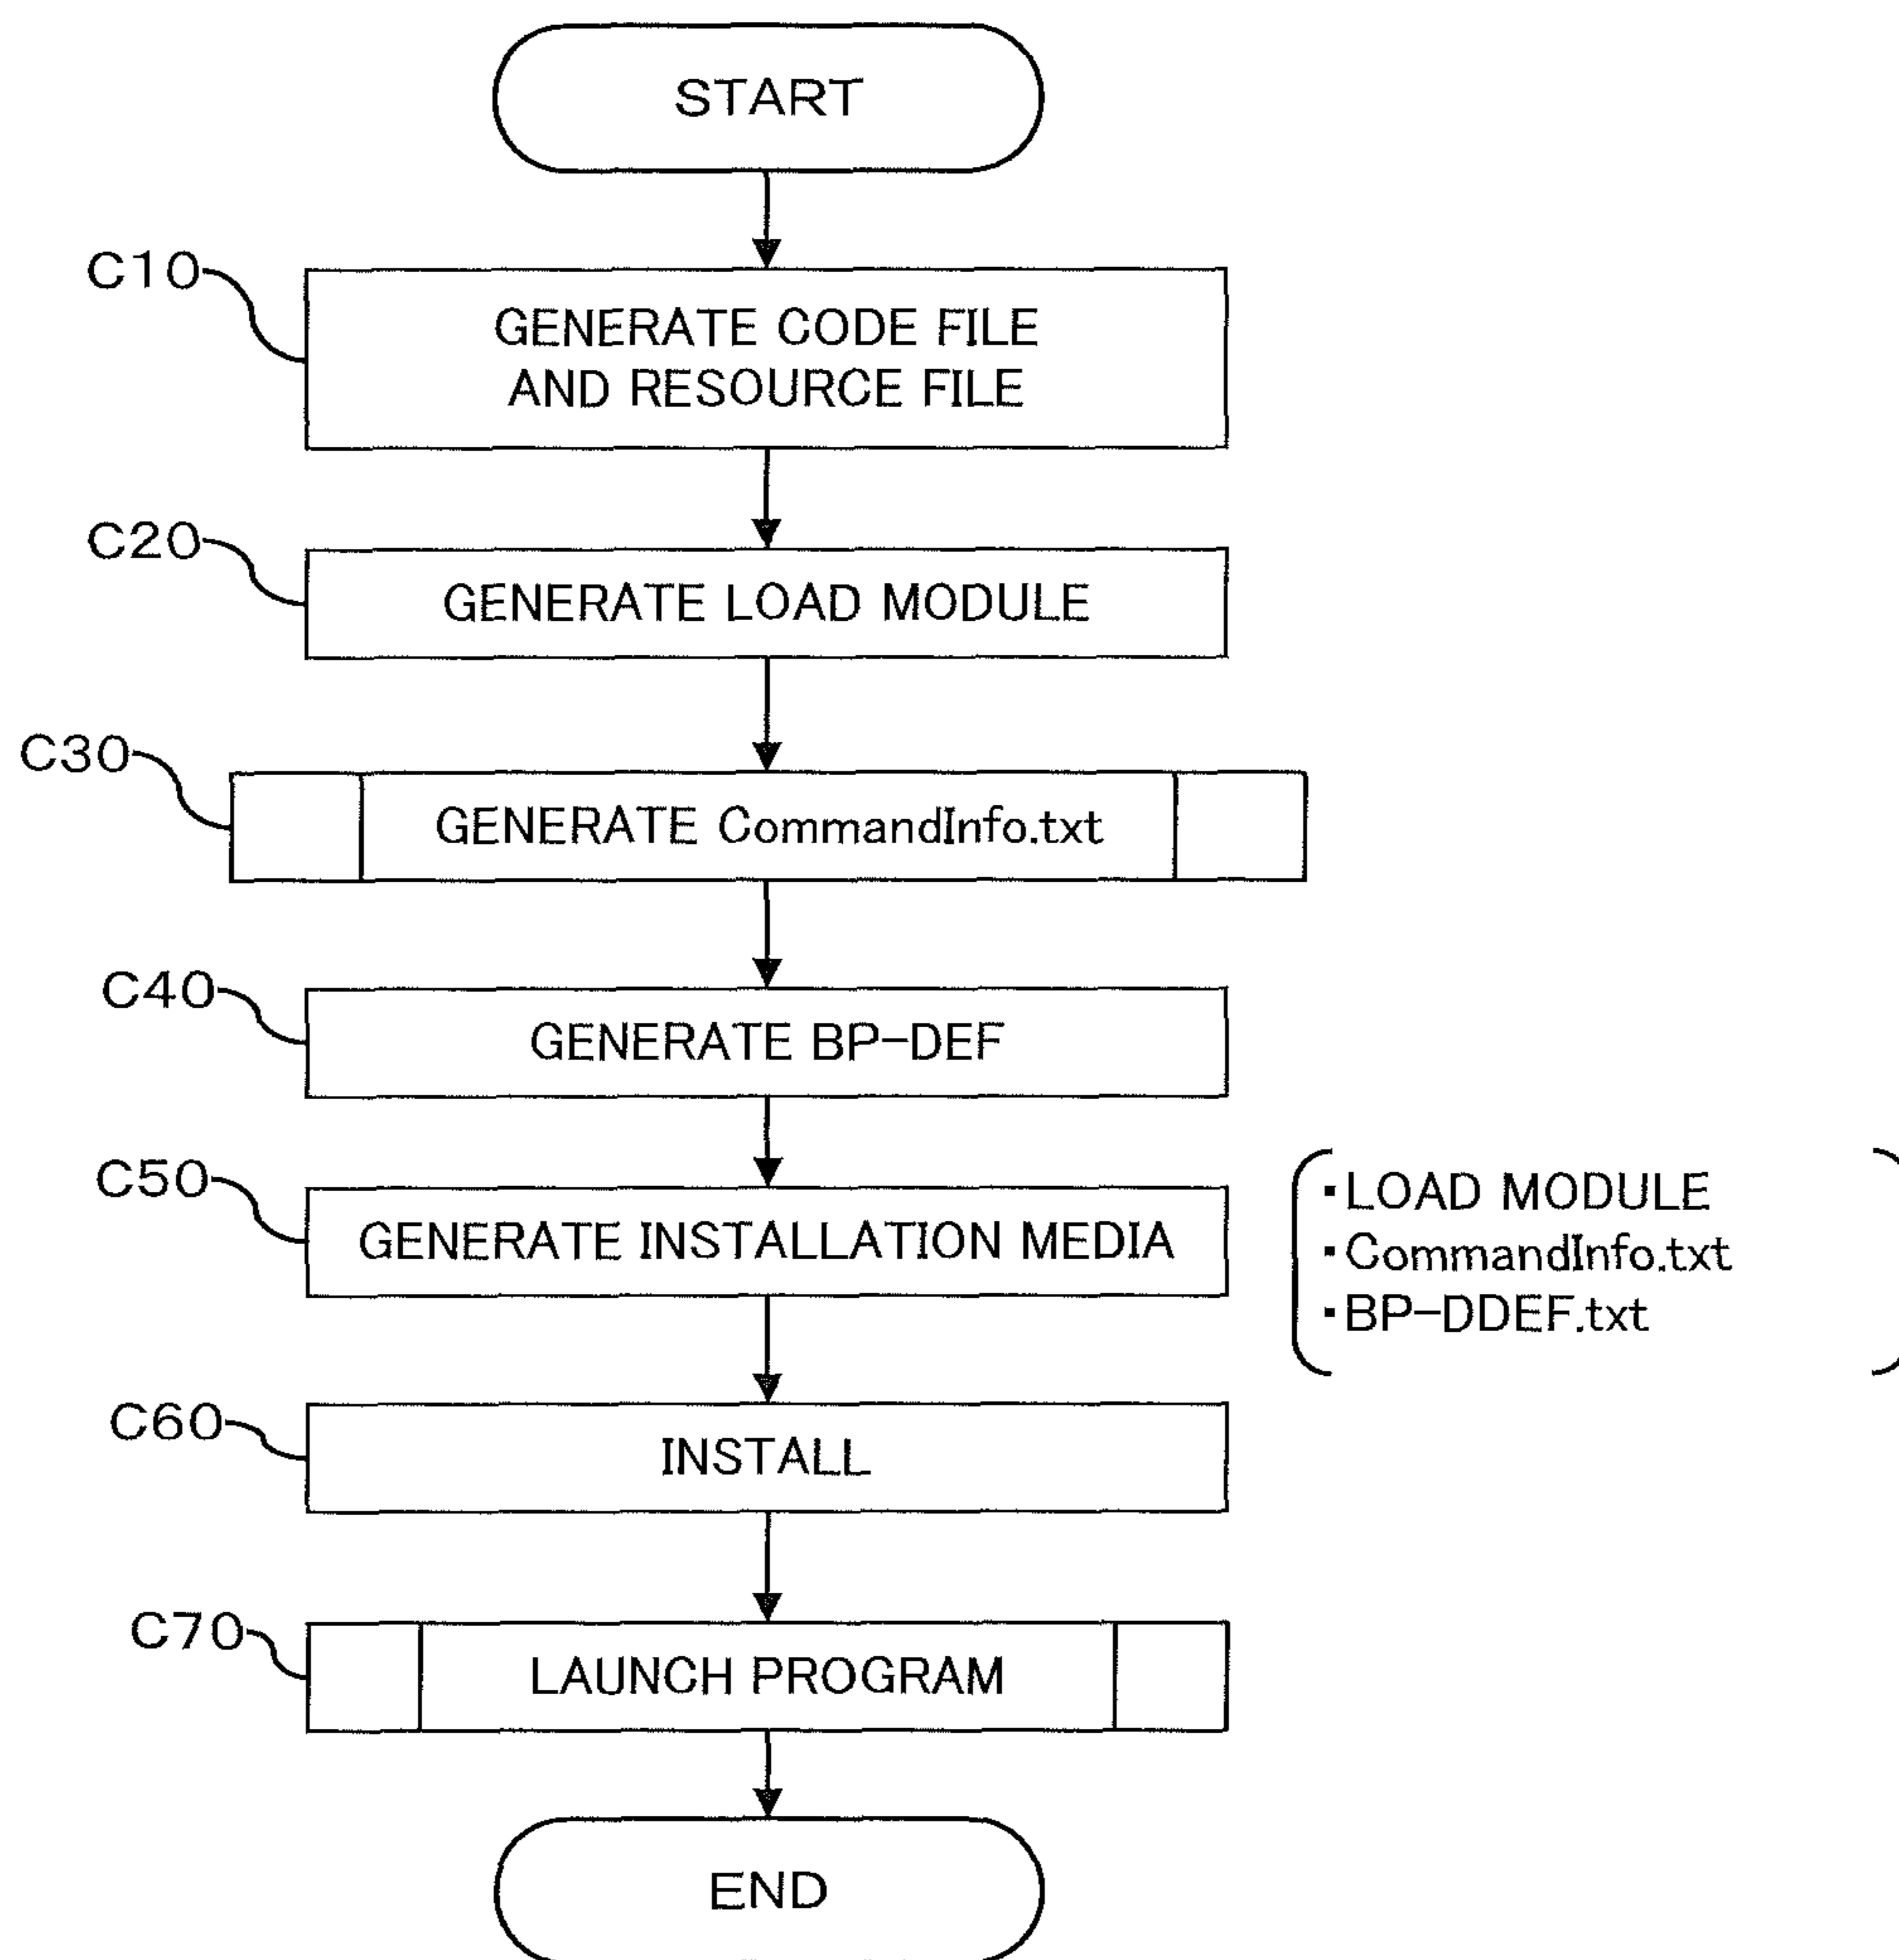 START
C10
GENERATE CODE FILE
AND RESOURCE FILE
C20
GENERATE LOAD MODULE
C30
GENERATE CommandInfo.txt
C40
GENERATE BP-DEF
C50
GENERATE INSTALLATION MEDIA
・LOAD MODULE
・CommandInfo.txt
・BP-DDEF.txt
C60
INSTALL
C70
LAUNCH PROGRAM
END